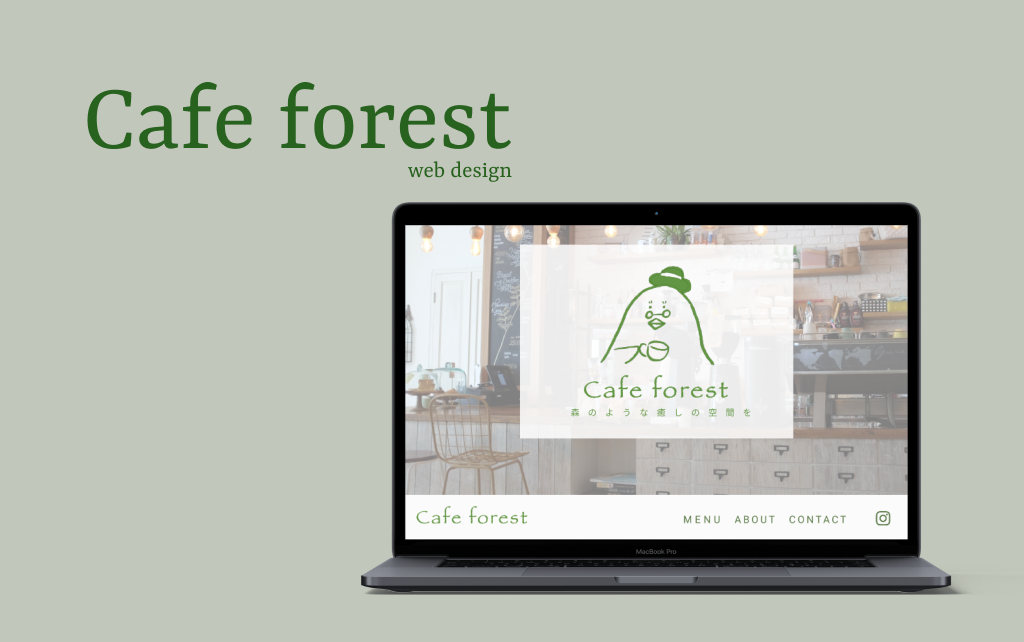 Cafe forest
web design
Cafe forest
森のような癒しの空間を
Cafe forest
MENU ABOUT CONTACT
MacBook Pro